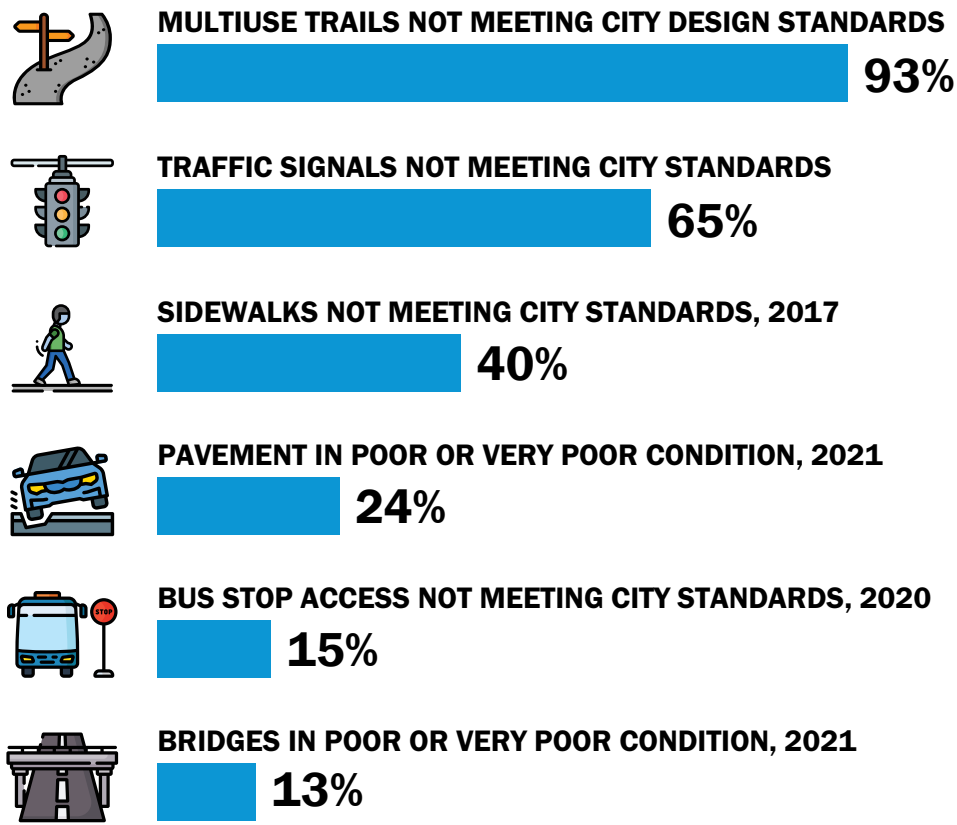 MULTIUSE TRAILS NOT MEETING CITY DESIGN STANDARDS
93%
TRAFFIC SIGNALS NOT MEETING CITY STANDARDS
65%
SIDEWALKS NOT MEETING CITY STANDARDS, 2017
40%
PAVEMENT IN POOR OR VERY POOR CONDITION, 2021
24%
BUS STOP ACCESS NOT MEETING CITY STANDARDS, 2020
STOP
15%
BRIDGES IN POOR OR VERY POOR CONDITION, 2021
13%